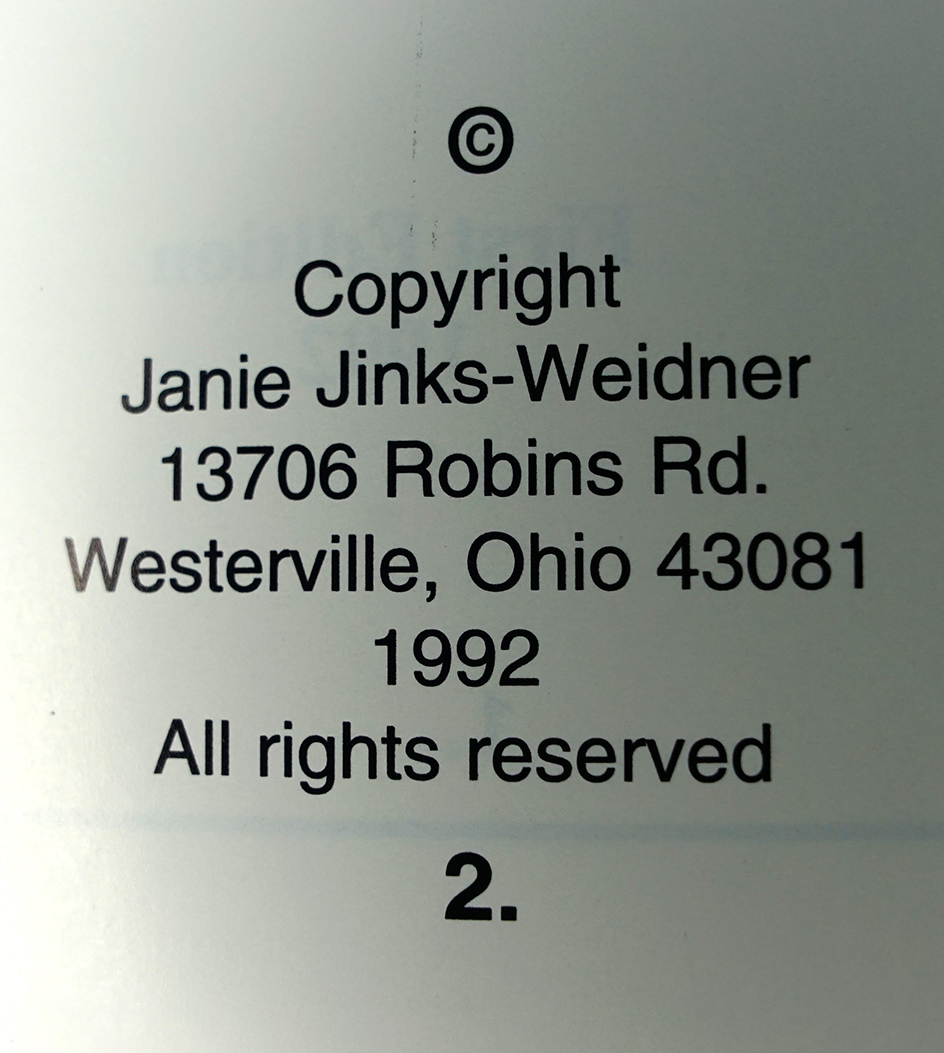 ©
Copyright
Janie Jinks-Weidner
13706 Robins Rd.
Westerville, Ohio 43081
1992
All rights reserved
2.